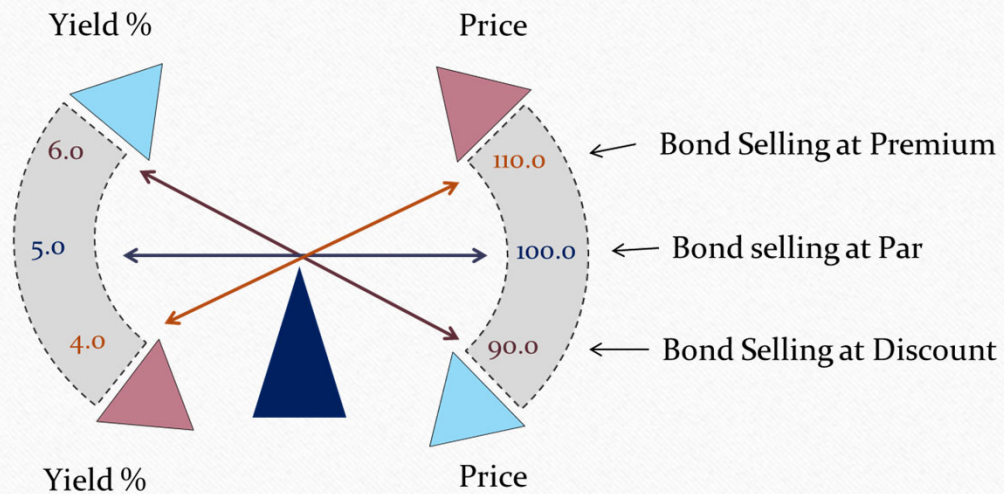 Yield %
Price
6.0
110.0
Bond Selling at Premium
5.0
100.0
Bond selling at Par
4.0
90.0
Bond Selling at Discount
Yield %
Price